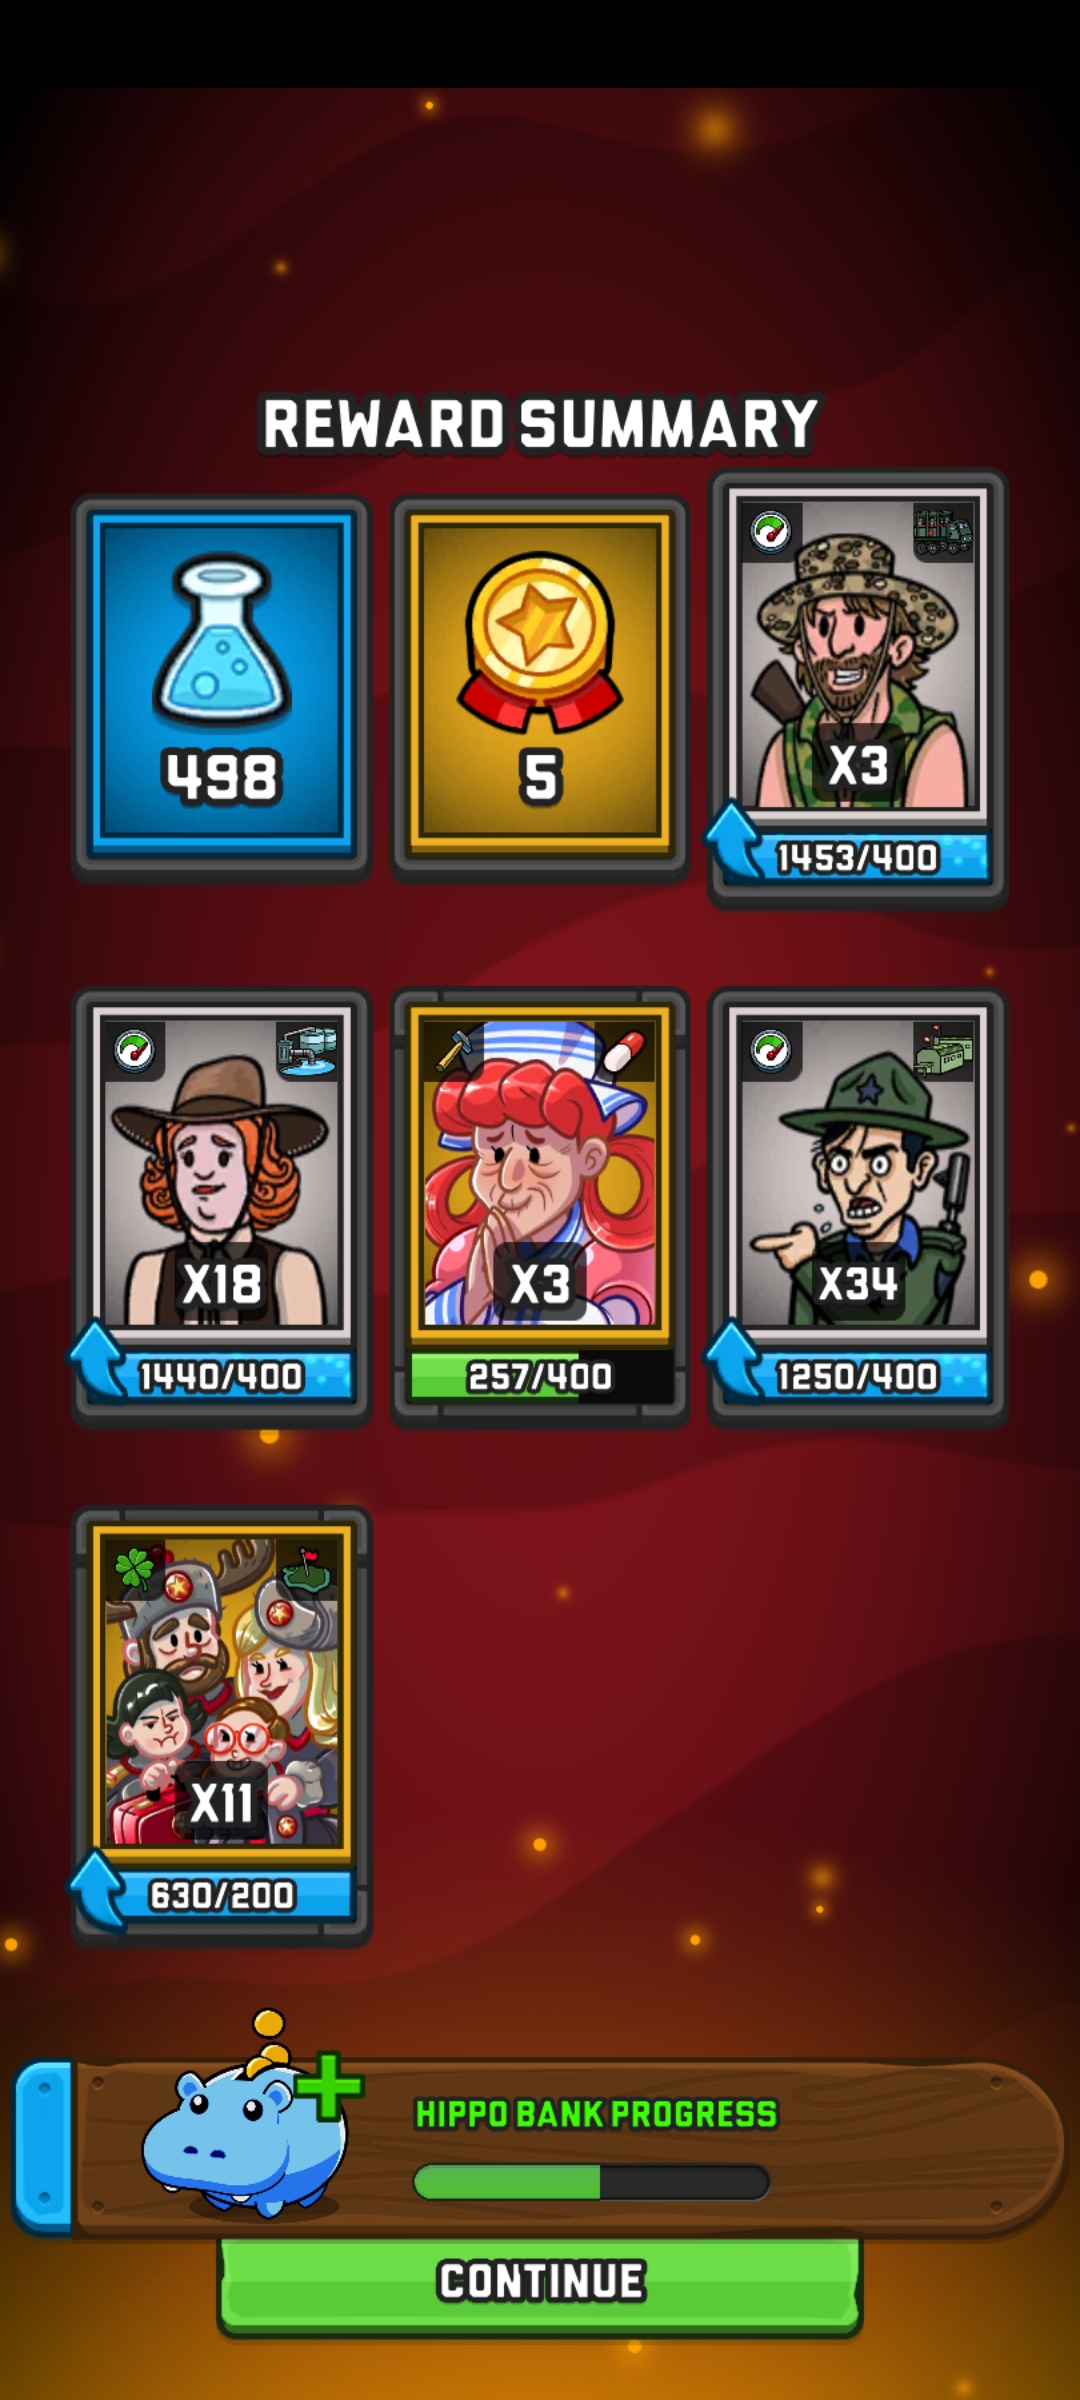 REWARD SUMMARY
498
5
X3
1453/400
X18
1440/400
X3
257/400
X34
1250/400
X11
630/200
HIPPO BANK PROGRESS
CONTINUE